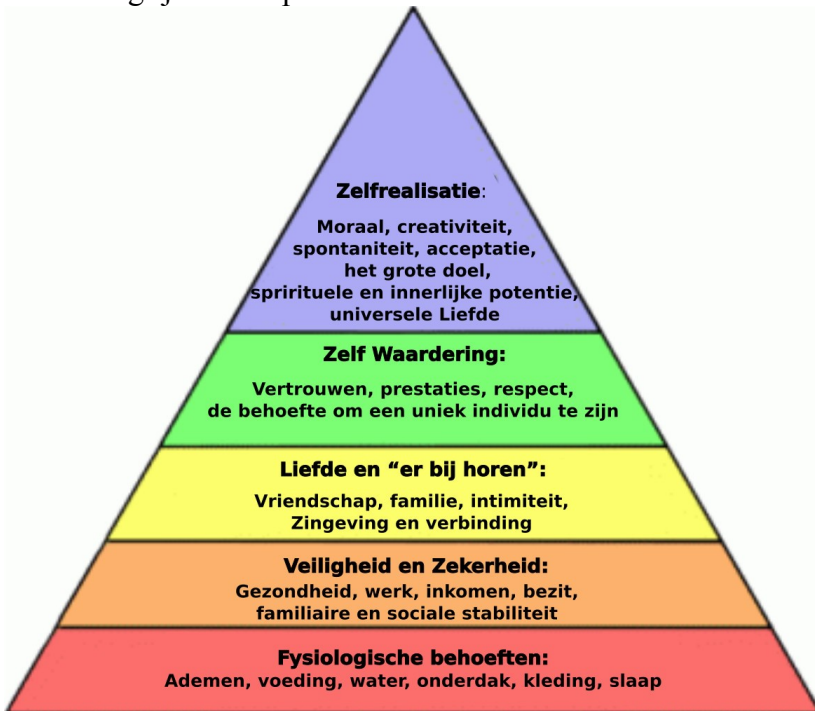 Zelfrealisatie:
Moraal, creativiteit,
spontaniteit, acceptatie,
het grote doel,
sprirituele en innerlijke potentie,
universele Liefde
Zelf Waardering:
Vertrouwen, prestaties, respect,
de behoefte om een uniek individu te zijn
Liefde en “er bij horen”:
Vriendschap, familie, intimiteit,
Zingeving en verbinding
Veiligheid en Zekerheid:
Gezondheid, werk, inkomen, bezit,
familiaire en sociale stabiliteit
Fysiologische behoeften:
Ademen, voeding, water, onderdak, kleding, slaap